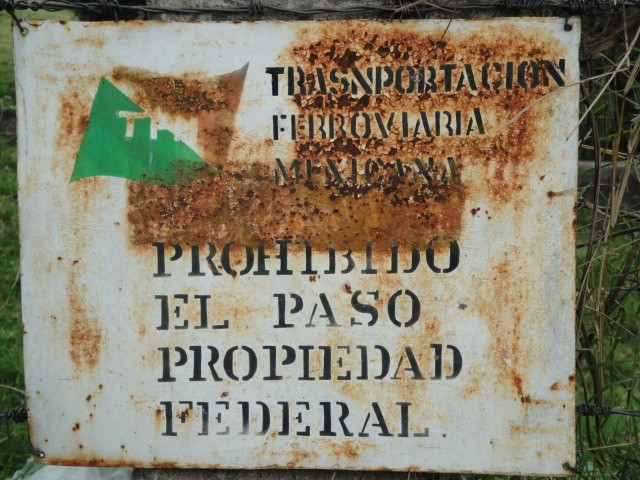 TRASNPORTACION
FERROVIARIA
MEXICANA
PROHIBIDO
EL PASO
PROPIEDAD
FEDERAL